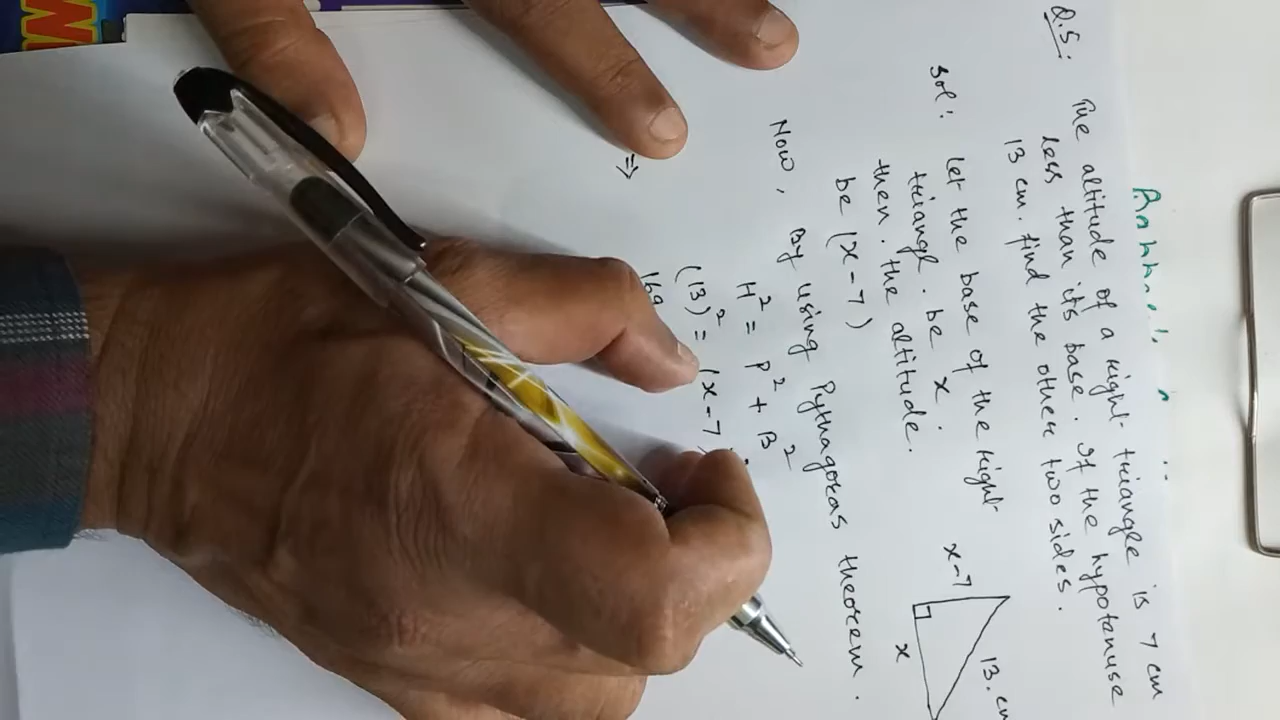 Q.5: The altitude of a right triangle is 7 cm
less than its base. If the hypotenuse
13 cm. find the other two sides.
Sol: Let the base of the right
triangl. be x.
then. the altitude.
be (x-7)
x-7
13.cm
x
Now, By using Pythagoras theorem.
H² = P² + B²
(13)² = (x-7
⇒ 169